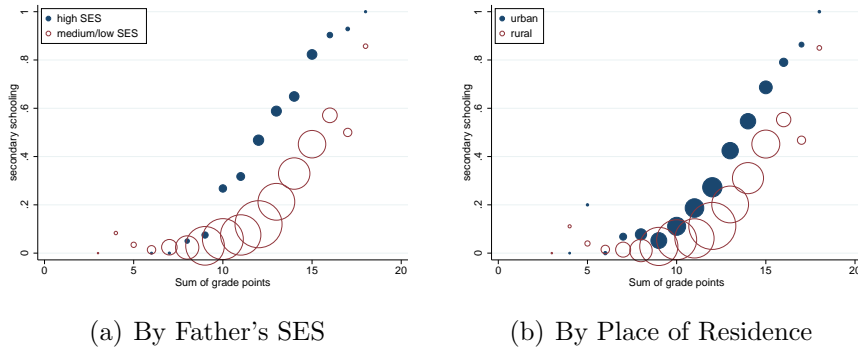 high SES
medium/low SES
secondary schooling
0 .2 .4 .6 .8 1
0 5 10 15 20
Sum of grade points
(a) By Father's SES
urban
rural
secondary schooling
0 .2 .4 .6 .8 1
0 5 10 15 20
Sum of grade points
(b) By Place of Residence